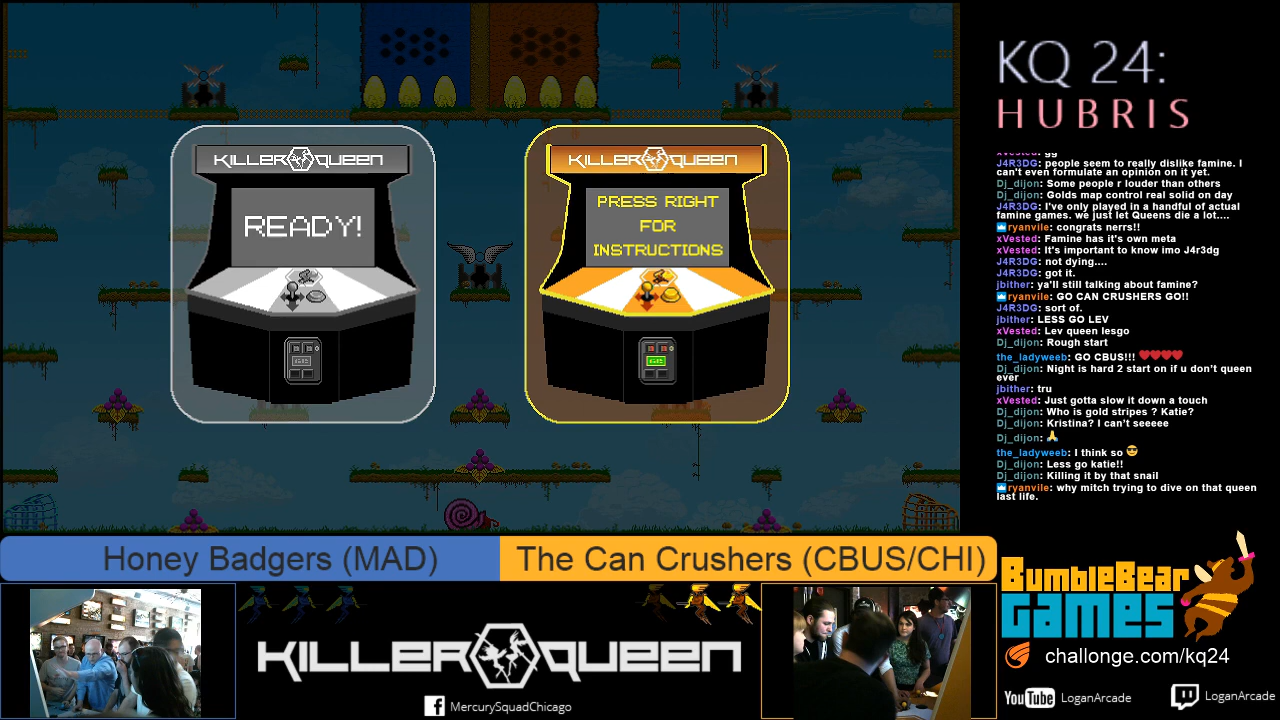 KILLER QUEEN
READY!
KILLER QUEEN
PRESS RIGHT
FOR
INSTRUCTIONS
KQ 24:
HUBRIS
xVested: gg
J4R3DG: people seem to really dislike famine. I
can't even formulate an opinion on it yet.
Dj_dijon: Some people r louder than others
Dj_dijon: Golds map control real solid on day
J4R3DG: I've only played in a handful of actual
famine games. we just let Queens die a lot....
ryanvile: congrats nerrs!!
xVested: Famine has it's own meta
xVested: It's important to know imo J4r3dg
J4R3DG: not dying....
J4R3DG: got it.
jbither: ya'll still talking about famine?
ryanvile: GO CAN CRUSHERS GO!!
J4R3DG: sort of.
jbither: LESS GO LEV
xVested: Lev queen lesgo
Dj_dijon: Rough start
the_ladyweeb: GO CBUS!!! ❤❤❤❤
Dj_dijon: Night is hard 2 start on if u don't queen
ever
jbither: tru
xVested: Just gotta slow it down a touch
Dj_dijon: Who is gold stripes ? Katie?
Dj_dijon: Kristina? I can't seeeee
Dj_dijon: 🙏
the_ladyweeb: I think so 😎
Dj_dijon: Less go katie!!
Dj_dijon: Killing it by that snail
ryanvile: why mitch trying to dive on that queen
last life.
Honey Badgers (MAD)
The Can Crushers (CBUS/CHI)
KILLER QUEEN
MercurySquadChicago
BumbleBear
Games
challonge.com/kq24
YouTube LoganArcade
LoganArcade